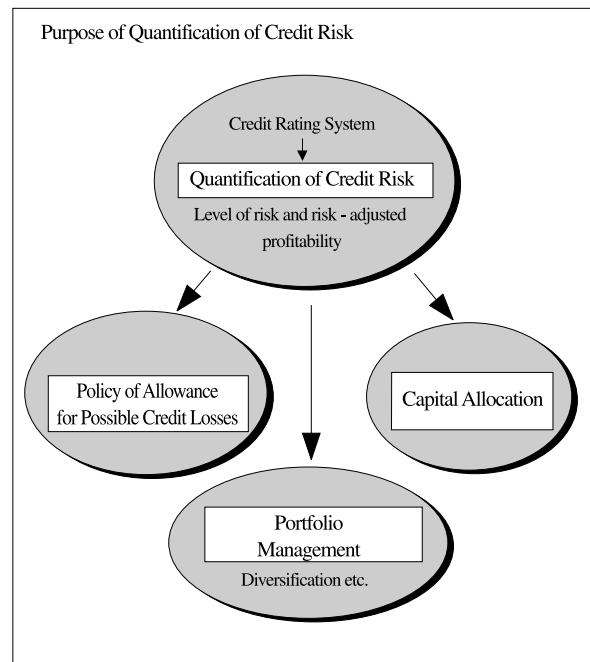 Purpose of Quantification of Credit Risk
Credit Rating System
Quantification of Credit Risk
Level of risk and risk - adjusted
profitability
Policy of Allowance
for Possible Credit Losses
Capital Allocation
Portfolio
Management
Diversification etc.